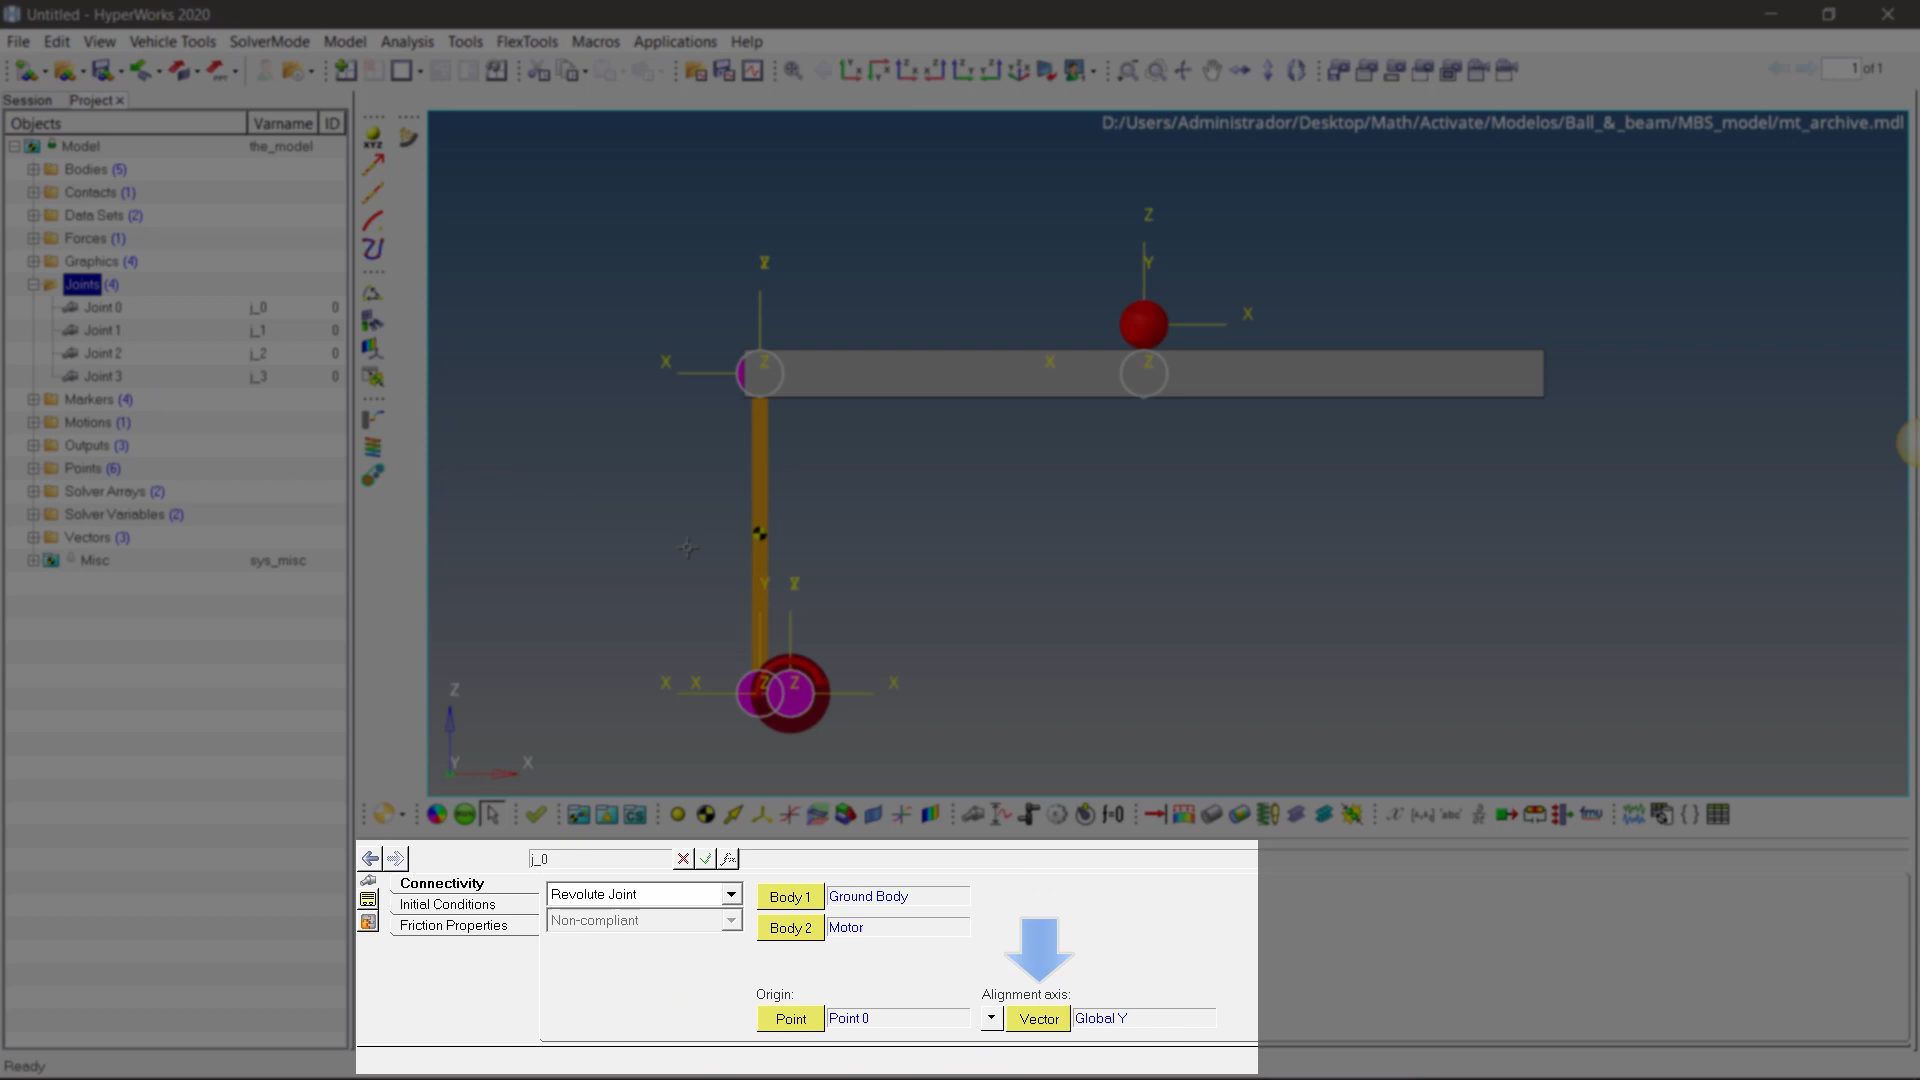 Untitled - HyperWorks 2020
File Edit View Vehicle Tools SolverMode Model Analysis Tools FlexTools Macros Applications Help
1 of 1
Session Project
Objects Varname ID
Model the_model
Bodies (5)
Contacts (1)
Data Sets (2)
Forces (1)
Graphics (4)
Joints (4)
Joint 0 j_0 0
Joint 1 j_1 0
Joint 2 j_2 0
Joint 3 j_3 0
Markers (4)
Motions (1)
Outputs (3)
Points (6)
Solver Arrays (2)
Solver Variables (2)
Vectors (3)
Misc sys_misc
XYZ
D:/Users/Administrador/Desktop/Math/Activate/Modelos/Ball_&_beam/MBS_model/mt_archive.mdl
Z
Y
X
X Z X Z
Y
X X Z Z X
Z
Y X
CS f=0 fmu { }
j_0 fx
Connectivity
Initial Conditions
Friction Properties
Revolute Joint
Non-compliant
Body 1 Ground Body
Body 2 Motor
Origin: Alignment axis:
Point Point 0 Vector Global Y
Ready